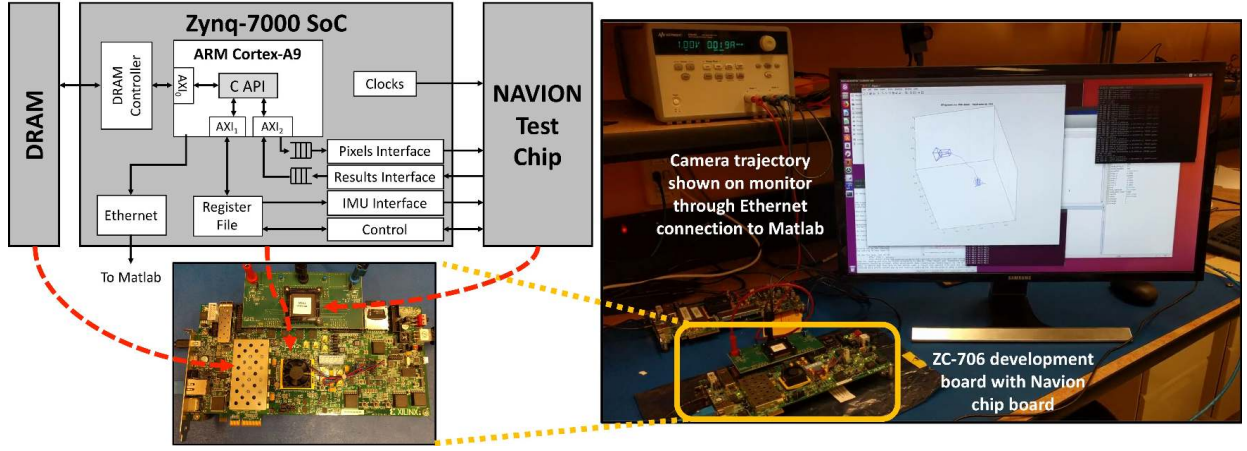 Zynq-7000 SoC
ARM Cortex-A9
DRAM
DRAM
Controller
AXI0
C API
AXI1
AXI2
Clocks
Pixels Interface
Results Interface
IMU Interface
Control
Register
File
Ethernet
To Matlab
NAVION
Test
Chip
XILINX
Camera trajectory
shown on monitor
through Ethernet
connection to Matlab
SAMSUNG
ZC-706 development
board with Navion
chip board